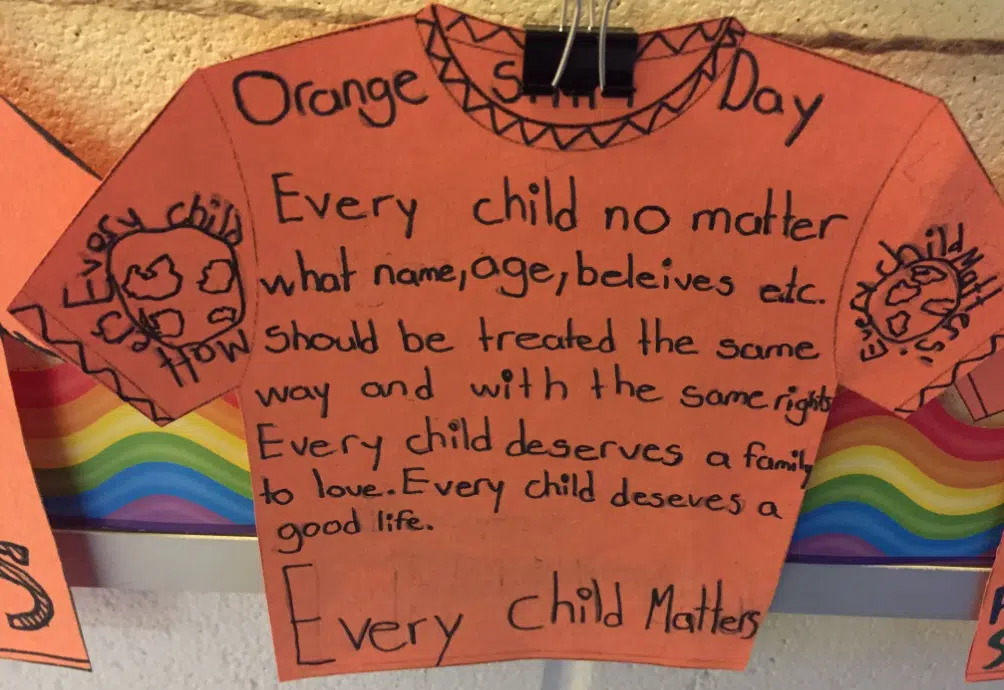 Orange Day
Every child no matter
what name, age, beleives etc.
should be treated the same
way and with the same rights
Every child deserves a family
to love. Every child deseves a
good life.
Every Child Matters
Every Child
Every Child Matters
S